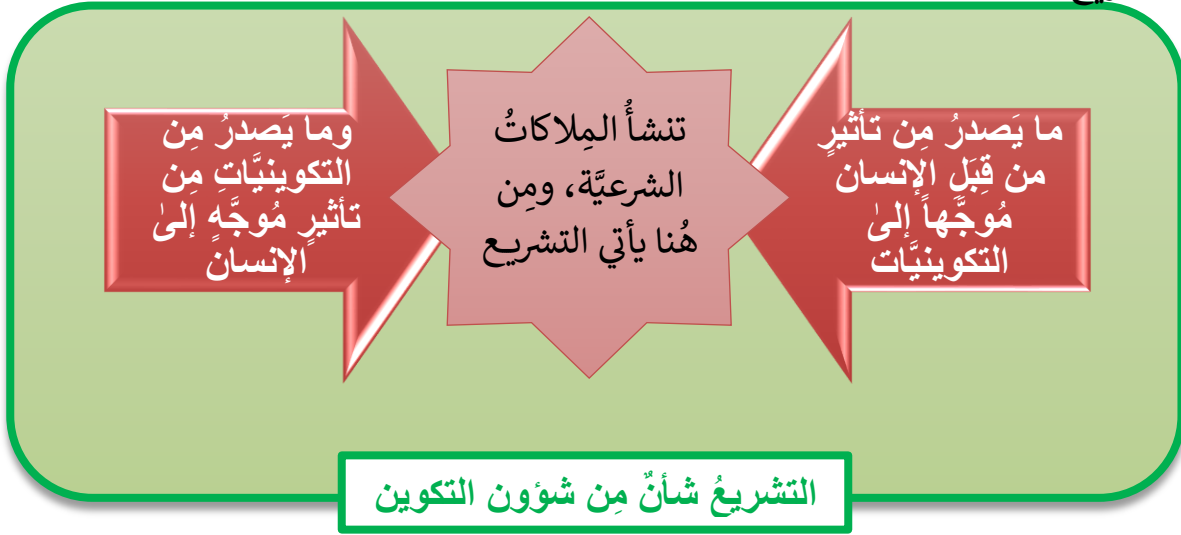 ما يَصدرُ مِن تأثيرٍ
من قِبَلِ الإنسان
مُوجَّهاً إلىٰ
التكوينيَّات
تنشأُ المِلاكاتُ
الشرعيَّة، ومِن
هُنا يأتي التشريع
وما يَصدرُ مِن
التكوينيَّاتِ مِن
تأثيرٍ مُوجَّهٍ إلىٰ
الإنسان
التشريعُ شأنٌ مِن شؤون التكوين